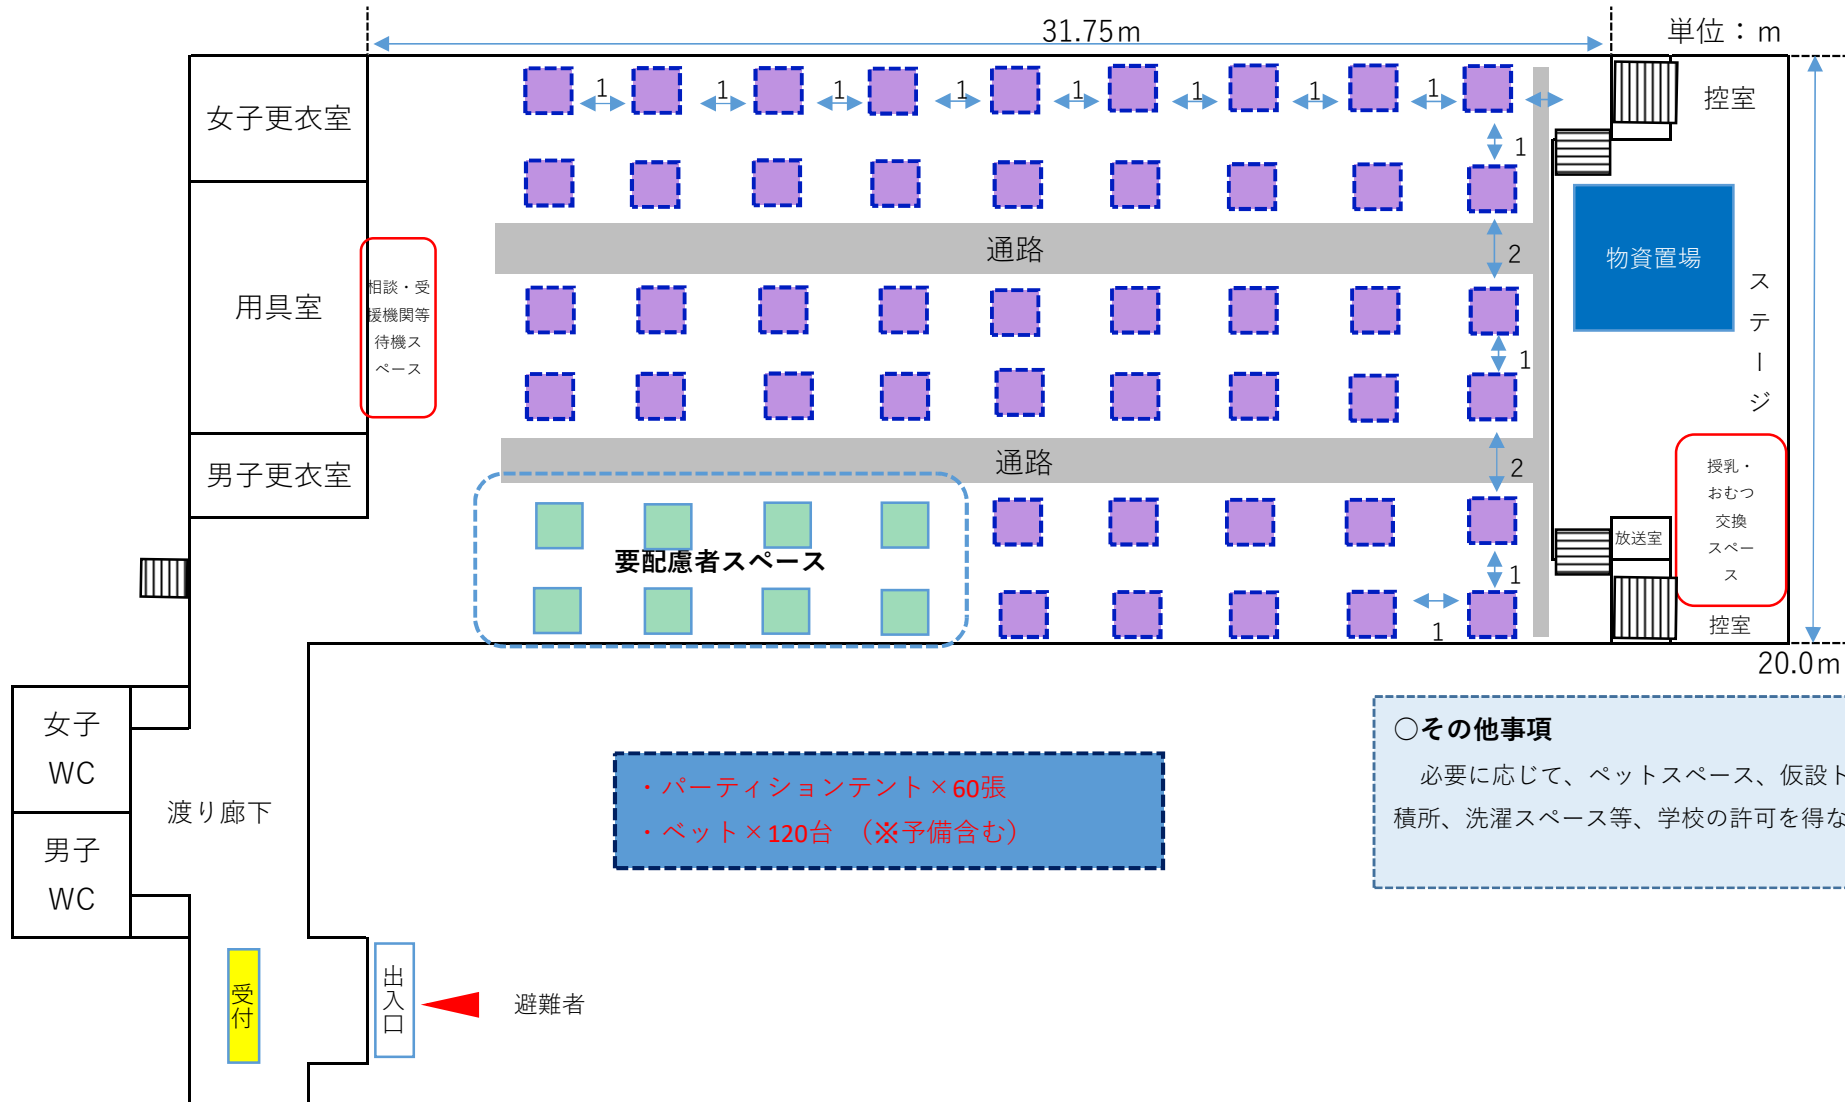 31.75m
単位：m
女子更衣室
1
1
1
1
1
1
1
1
控室
1
通路
2
物資置場
ステージ
用具室
相談・受
援機関等
待機ス
ペース
1
男子更衣室
通路
2
授乳・
おむつ
交換
スペー
ス
放送室
要配慮者スペース
1
1
控室
20.0m
女子
WC
渡り廊下
男子
WC
・パーティションテント×60張
・ベット×120台　（※予備含む）
○その他事項
必要に応じて、ペットスペース、仮設ト
積所、洗濯スペース等、学校の許可を得な
受付
出入口
避難者